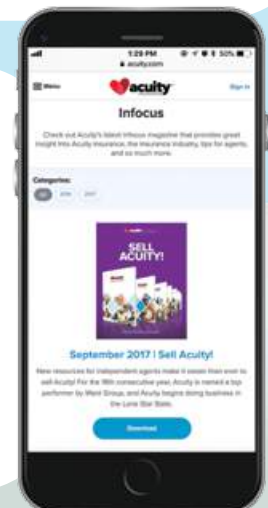 1:29 PM 50%
acuity.com
Menu acuity Sign In
Infocus
Check out Acuity's latest Infocus magazine that provides great
insight into Acuity Insurance, the insurance industry, tips for agents,
and so much more.
Categories:
All 2017
SELL
ACUITY!
September 2017 | Sell Acuity!
New resources for independent agents make it easier than ever to
sell Acuity! For the 18th consecutive year, Acuity is named a top
performer by Ward Group, and Acuity begins doing business in
the Lone Star State.
Download